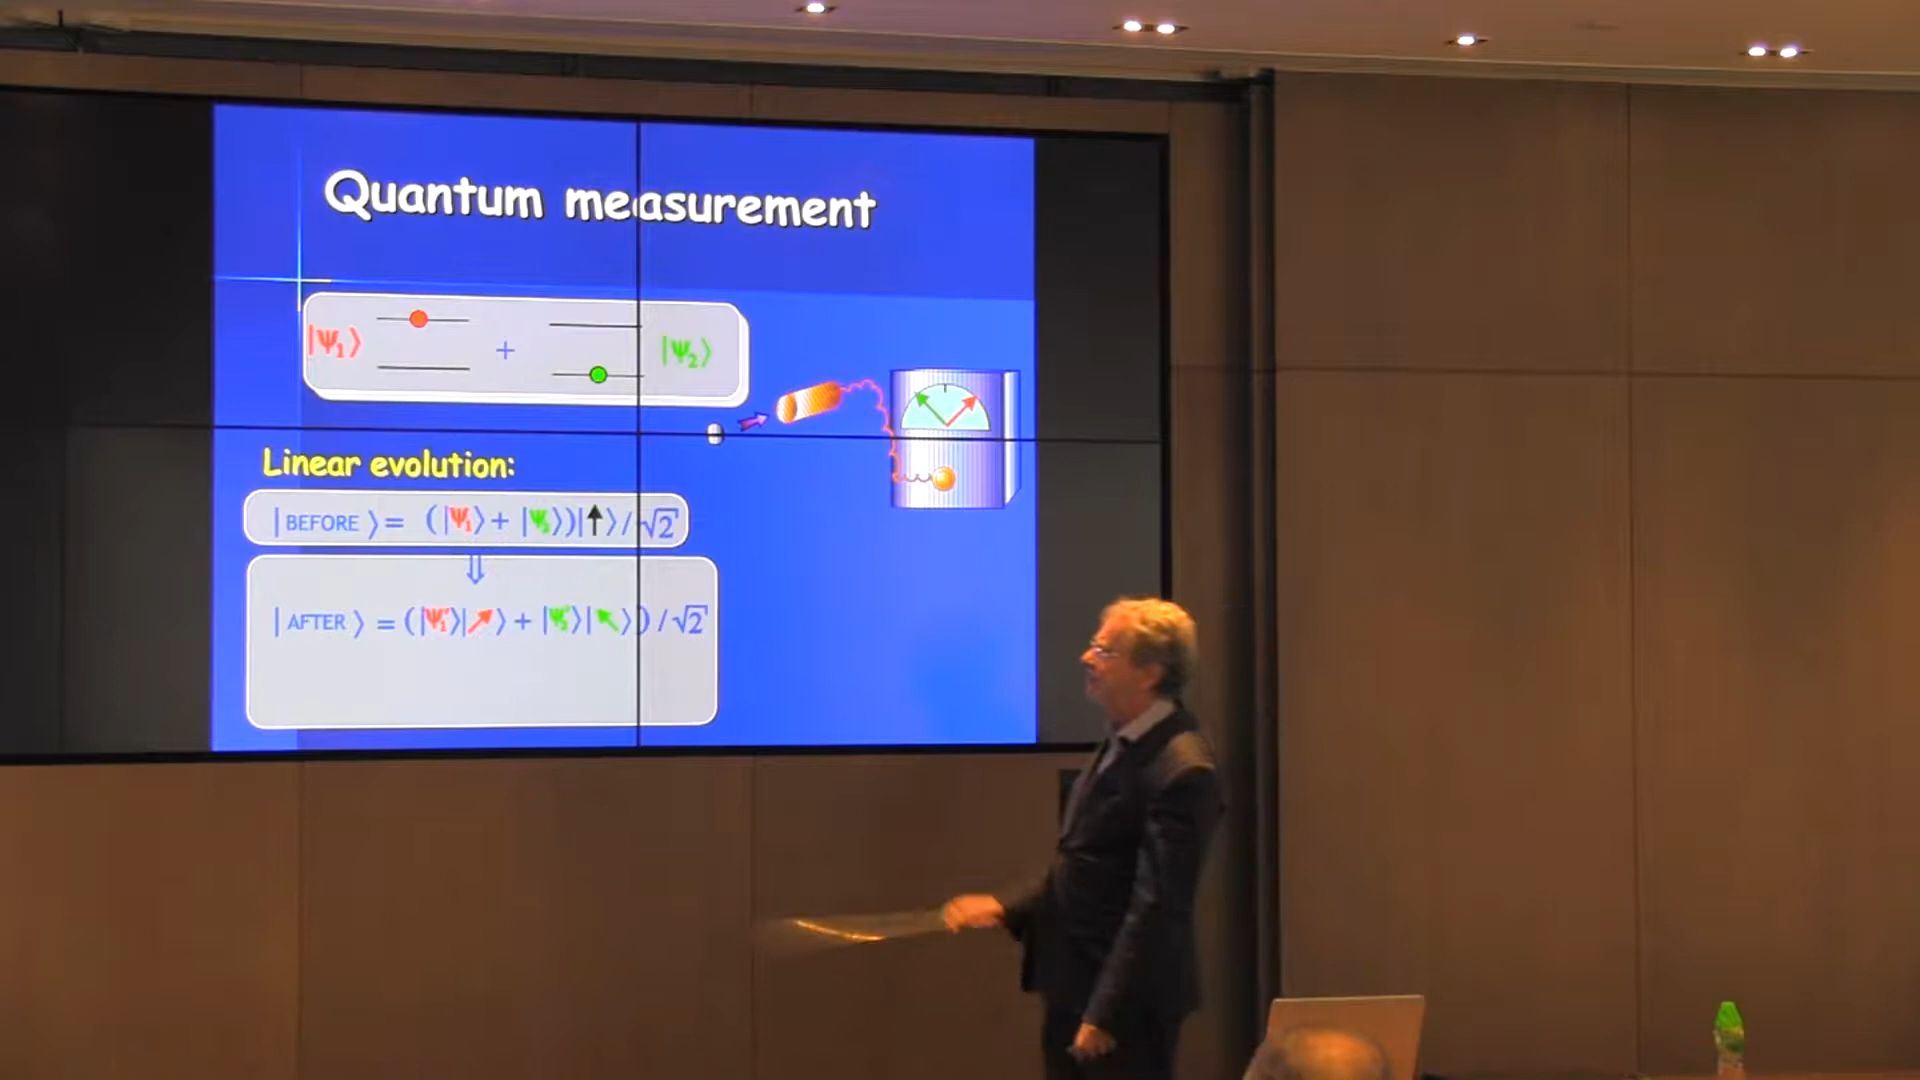 Quantum measurement
|Ψ₁⟩ + |Ψ₂⟩
Linear evolution:
|BEFORE⟩ = (|Ψ₁⟩ + |Ψ₂⟩)|↑⟩/√2
⇓
|AFTER⟩ = (|Ψ₁'⟩|↗⟩ + |Ψ₂'⟩|↖⟩)/√2